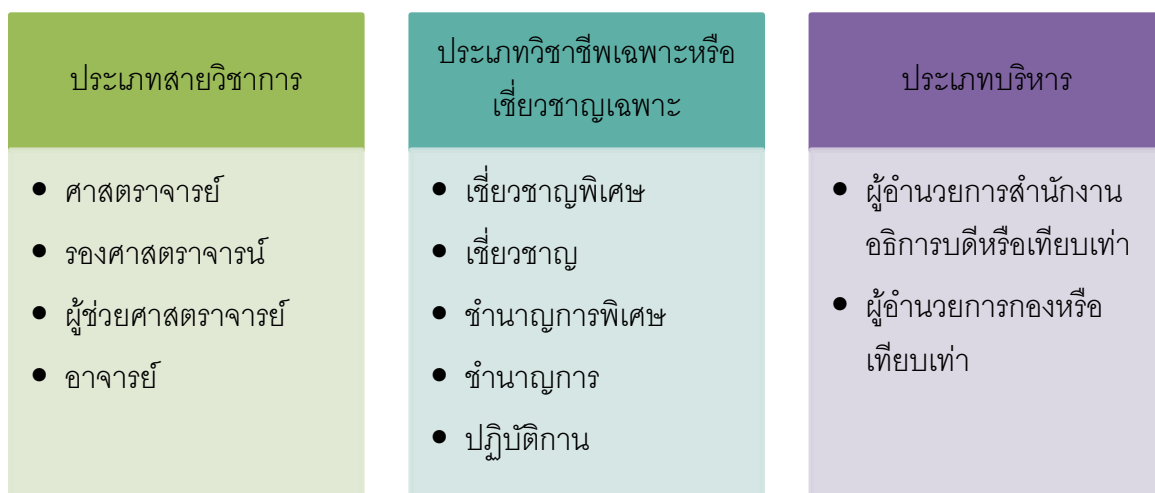 ประเภทสายวิชาการ
• ศาสตราจารย์
• รองศาสตราจารน์
• ผู้ช่วยศาสตราจารย์
• อาจารย์
ประเภทวิชาชีพเฉพาะหรือ
เชี่ยวชาญเฉพาะ
• เชี่ยวชาญพิเศษ
• เชี่ยวชาญ
• ชำนาญการพิเศษ
• ชำนาญการ
• ปฏิบัติกาน
ประเภทบริหาร
• ผู้อำนวยการสำนักงาน
อธิการบดีหรือเทียบเท่า
• ผู้อำนวยการกองหรือ
เทียบเท่า